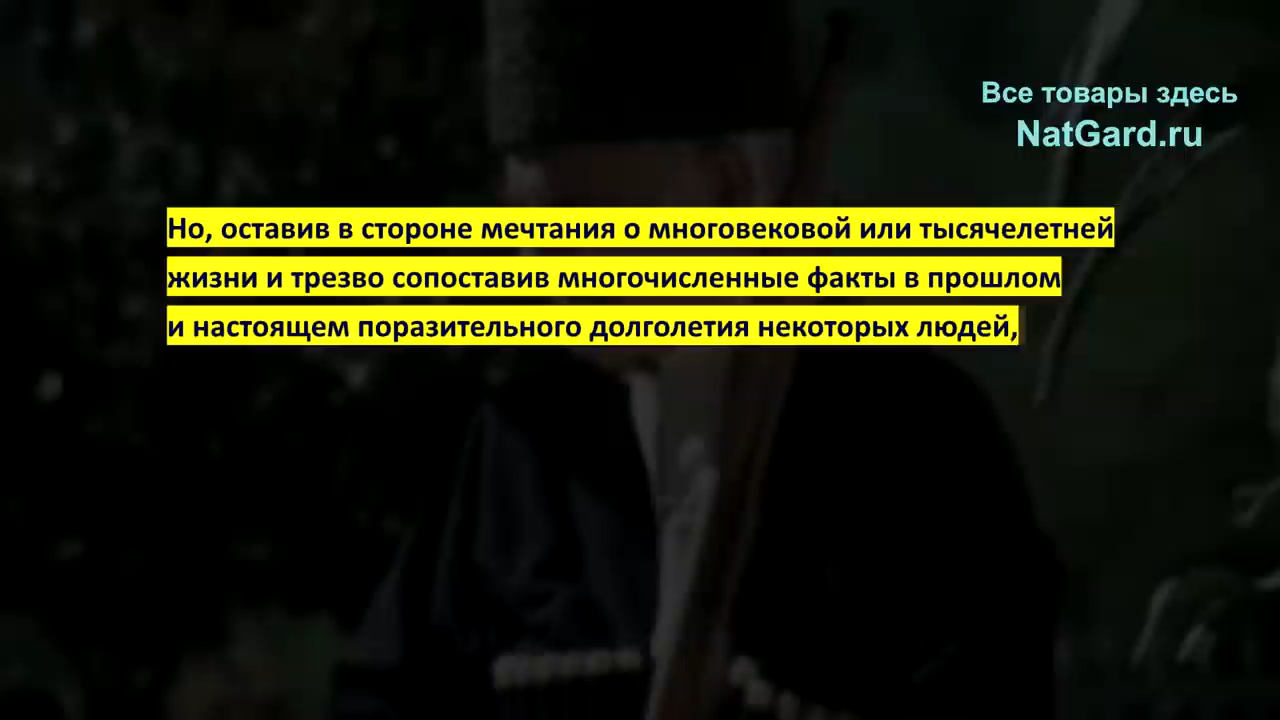 Все товары здесь
NatGard.ru
Но, оставив в стороне мечтания о многовековой или тысячелетней
жизни и трезво сопоставив многочисленные факты в прошлом
и настоящем поразительного долголетия некоторых людей,